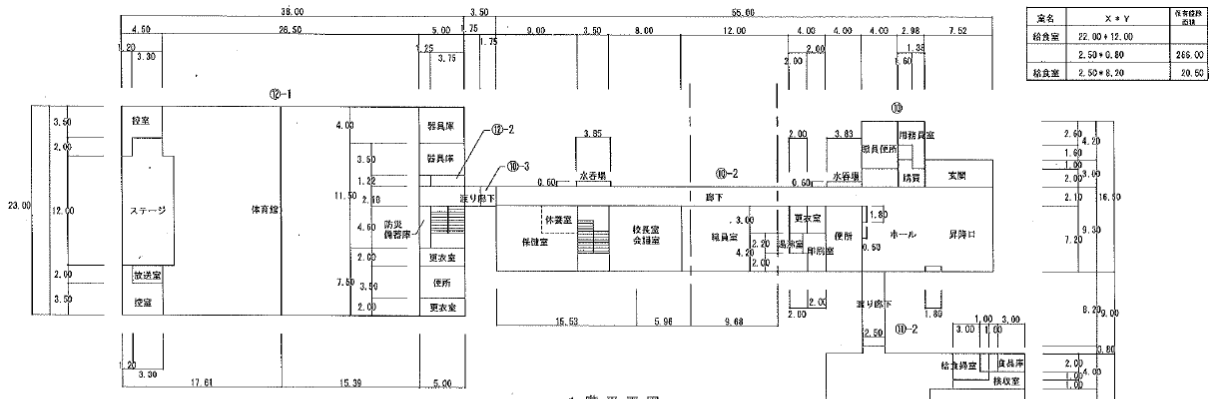 38.00 3.50 55.00
4.50 28.50 5.00 1.75 9.00 3.50 8.00 12.00 4.00 4.00 4.00 2.98 7.52
1.20 3.30 1.25 3.75 1.75 2.00 2.00 1.60 1.38
室名 X * Y
給食室 22.00*12.00
2.50*0.80 266.00
給食室 2.50*8.20 20.50
⑫-1 ⑩
3.50 控室 4.00 器具庫 ⑫-2 3.85 2.00 3.83 職員便所 用務員室 2.60 4.20
2.00 3.50 器具庫 ⑩-3 水呑場 ⑩-2 水呑場 購買 玄関 1.60 1.00 3.00
1.22 0.60 0.60 2.00
23.00 12.00 ステージ 体育館 11.50 2.10 渡り廊下 廊下 2.10 16.50
4.60 防災備蓄庫 保健室 休養室 校長室 会議室 職員室 3.00 更衣室 1.80 ホール 昇降口 9.30
2.20 湯沸室 便所 0.50 7.20
2.00 放送室 2.00 更衣室 4.20 2.00 印刷室
7.50 3.50 便所
3.50 控室 2.00 更衣室 2.00 2.00 渡り廊下 1.80 8.20 9.00
15.53 5.96 9.68 ⑩-2
2.50 3.00 1.00 1.00 3.00 0.80
1.20 3.30 食品庫 2.00 4.00
17.61 15.39 5.00 検収室 1.00 1.00
1階平面図